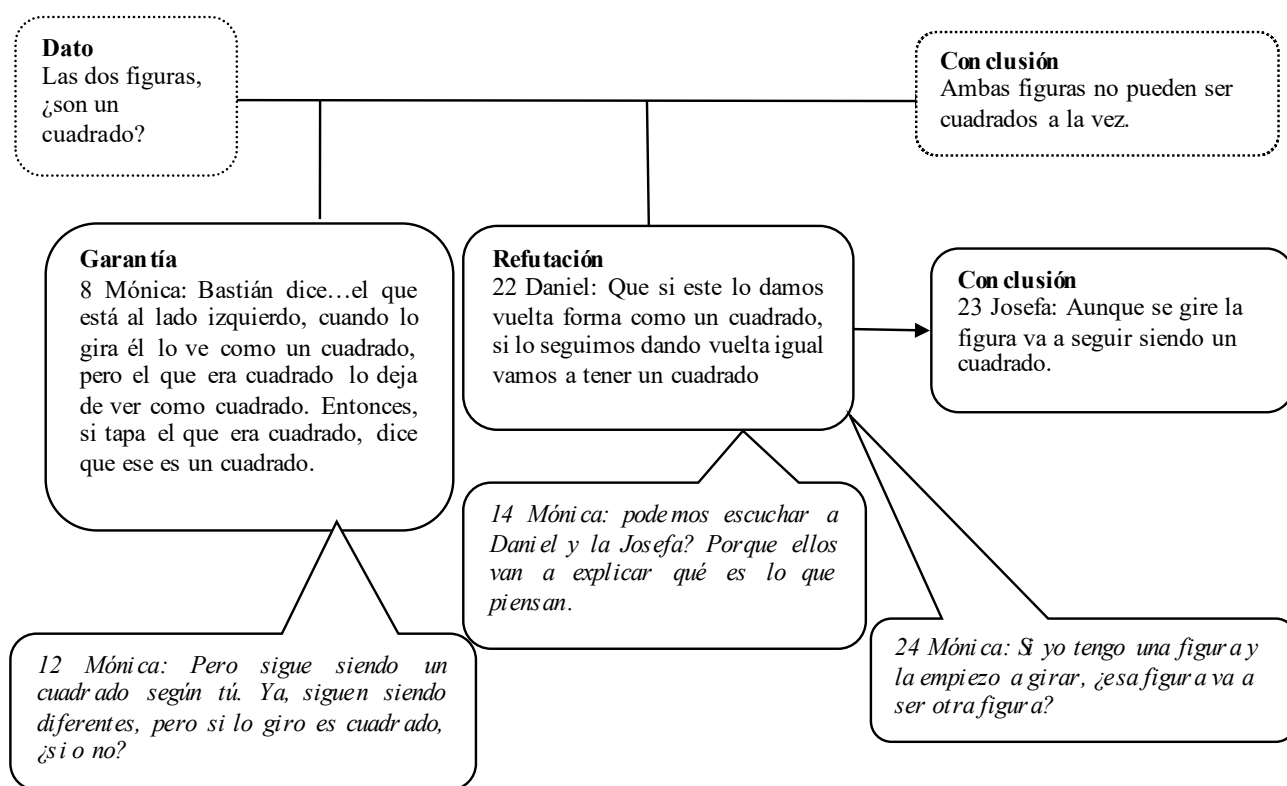 Dato
Las dos figuras,
¿son un
cuadrado?
Conclusión
Ambas figuras no pueden ser
cuadrados a la vez.
Garantía
8 Mónica: Bastián dice…el que
está al lado izquierdo, cuando lo
gira él lo ve como un cuadrado,
pero el que era cuadrado lo deja
de ver como cuadrado. Entonces,
si tapa el que era cuadrado, dice
que ese es un cuadrado.
Refutación
22 Daniel: Que si este lo damos
vuelta forma como un cuadrado,
si lo seguimos dando vuelta igual
vamos a tener un cuadrado
Conclusión
23 Josefa: Aunque se gire la
figura va a seguir siendo un
cuadrado.
14 Mónica: podemos escuchar a
Daniel y la Josefa? Porque ellos
van a explicar qué es lo que
piensan.
12 Mónica: Pero sigue siendo un
cuadrado según tú. Ya, siguen siendo
diferentes, pero si lo giro es cuadrado,
¿si o no?
24 Mónica: Si yo tengo una figura y
la empiezo a girar, ¿esa figura va a
ser otra figura?